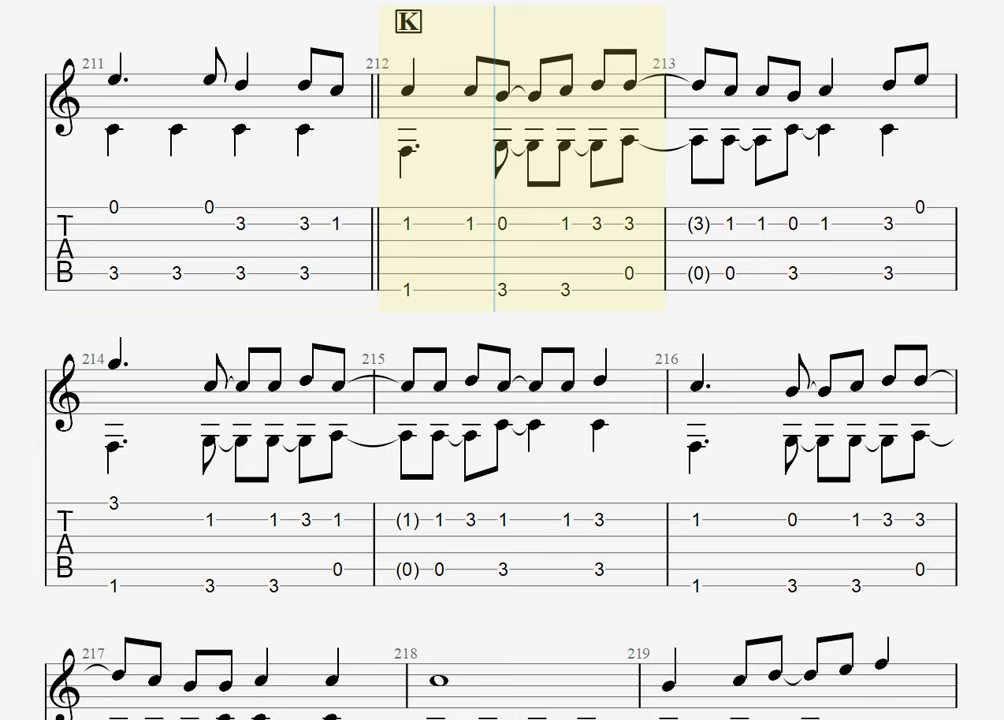 K
211 212 213
0 0 0
T 3 3 1 1 1 0 1 3 3 (3) 1 1 0 1 3
A
B 3 3 3 3 0 (0) 0 3 3
1 3 3
214 215 216
3
T 1 1 3 1 (1) 1 3 1 1 3 1 0 1 3 3
A
B 0 (0) 0 3 3 0
1 3 3 1 3 3
217 218 219